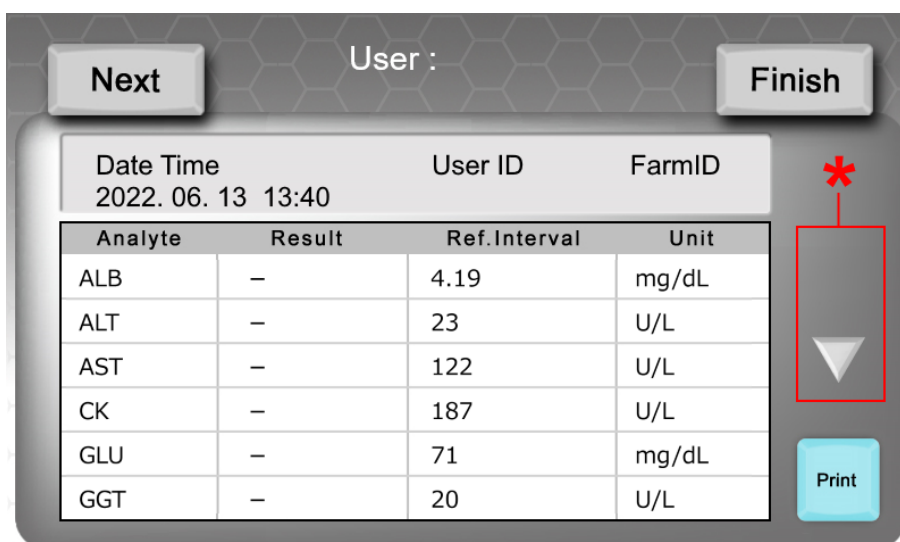 Next
User :
Finish
Date Time User ID FarmID
2022. 06. 13 13:40
*
Analyte Result Ref.Interval Unit
ALB – 4.19 mg/dL
ALT – 23 U/L
AST – 122 U/L
CK – 187 U/L
GLU – 71 mg/dL
GGT – 20 U/L
Print